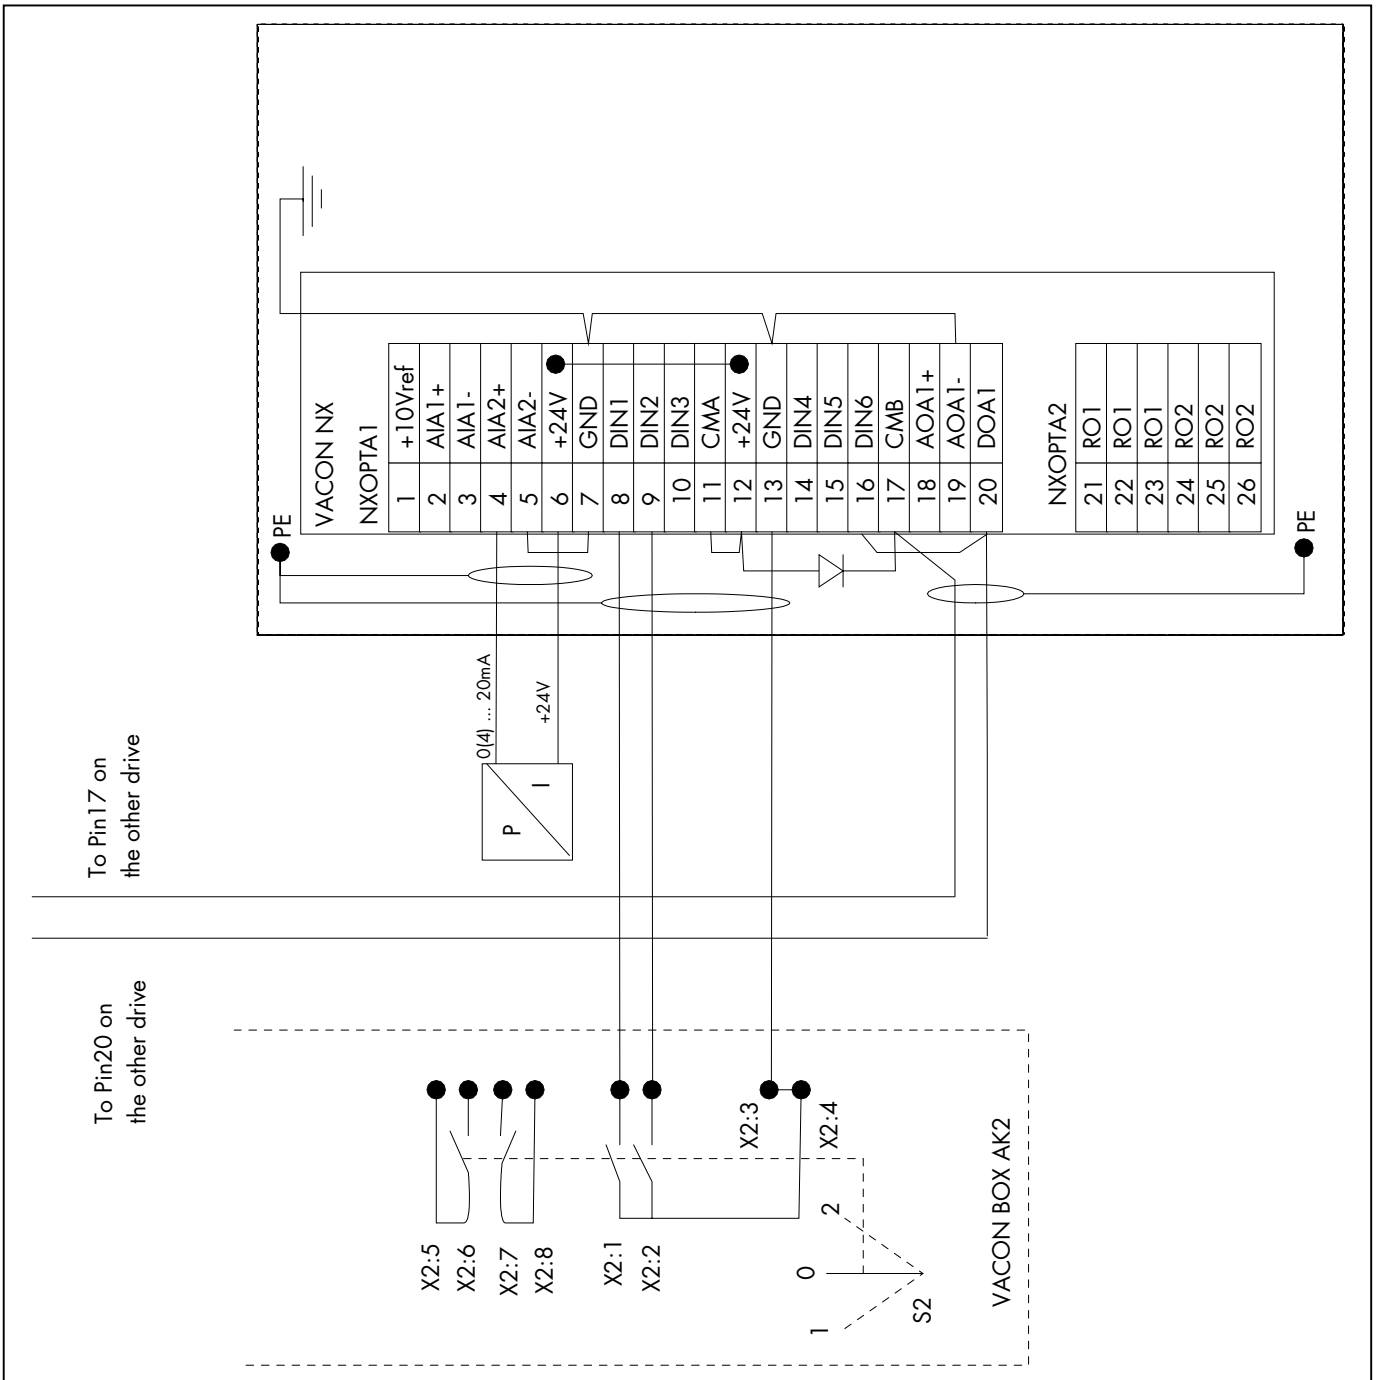 PE
VACON NX
NXOPTA1
1 +10Vref
2 AIA1+
3 AIA1-
4 AIA2+
5 AIA2-
6 +24V
7 GND
8 DIN1
9 DIN2
10 DIN3
11 CMA
12 +24V
13 GND
14 DIN4
15 DIN5
16 DIN6
17 CMB
18 AOA1+
19 AOA1-
20 DOA1
NXOPTA2
21 RO1
22 RO1
23 RO1
24 RO2
25 RO2
26 RO2
PE
0(4) ... 20mA
+24V
P
I
To Pin17 on
the other drive
To Pin20 on
the other drive
X2:5
X2:6
X2:7
X2:8
X2:1
X2:2
X2:3
X2:4
1
0
2
S2
VACON BOX AK2